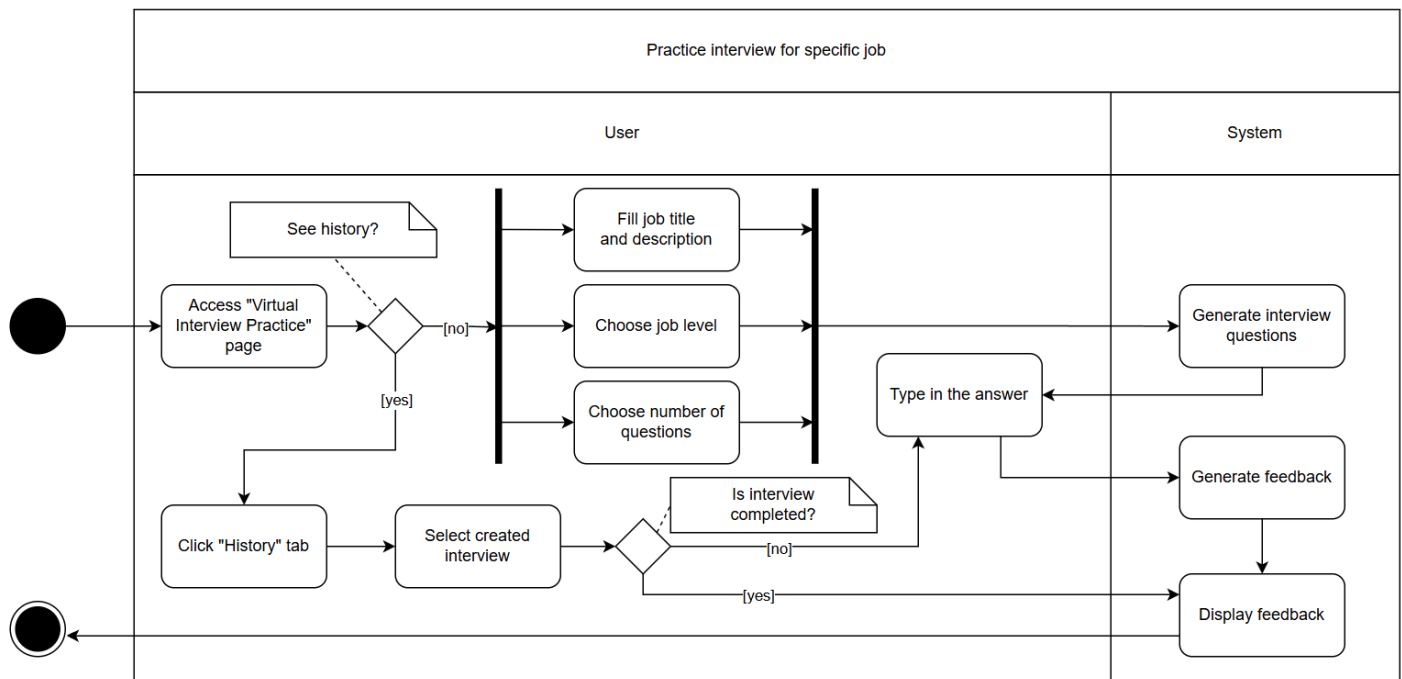 Practice interview for specific job
User
System
See history?
Fill job title
and description
Access "Virtual
Interview Practice"
page
[no]
Choose job level
Generate interview
questions
[yes]
Choose number of
questions
Type in the answer
Is interview
completed?
Generate feedback
Click "History" tab
Select created
interview
[no]
[yes]
Display feedback